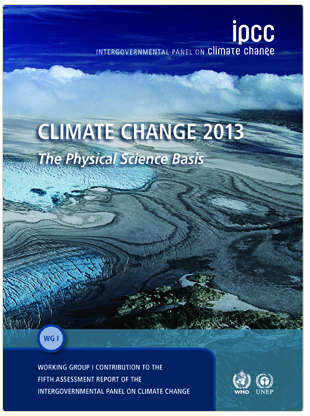 ipcc
INTERGOVERNMENTAL PANEL ON climate change
CLIMATE CHANGE 2013
The Physical Science Basis
WG I
WORKING GROUP I CONTRIBUTION TO THE
FIFTH ASSESSMENT REPORT OF THE
INTERGOVERNMENTAL PANEL ON CLIMATE CHANGE
WMO UNEP